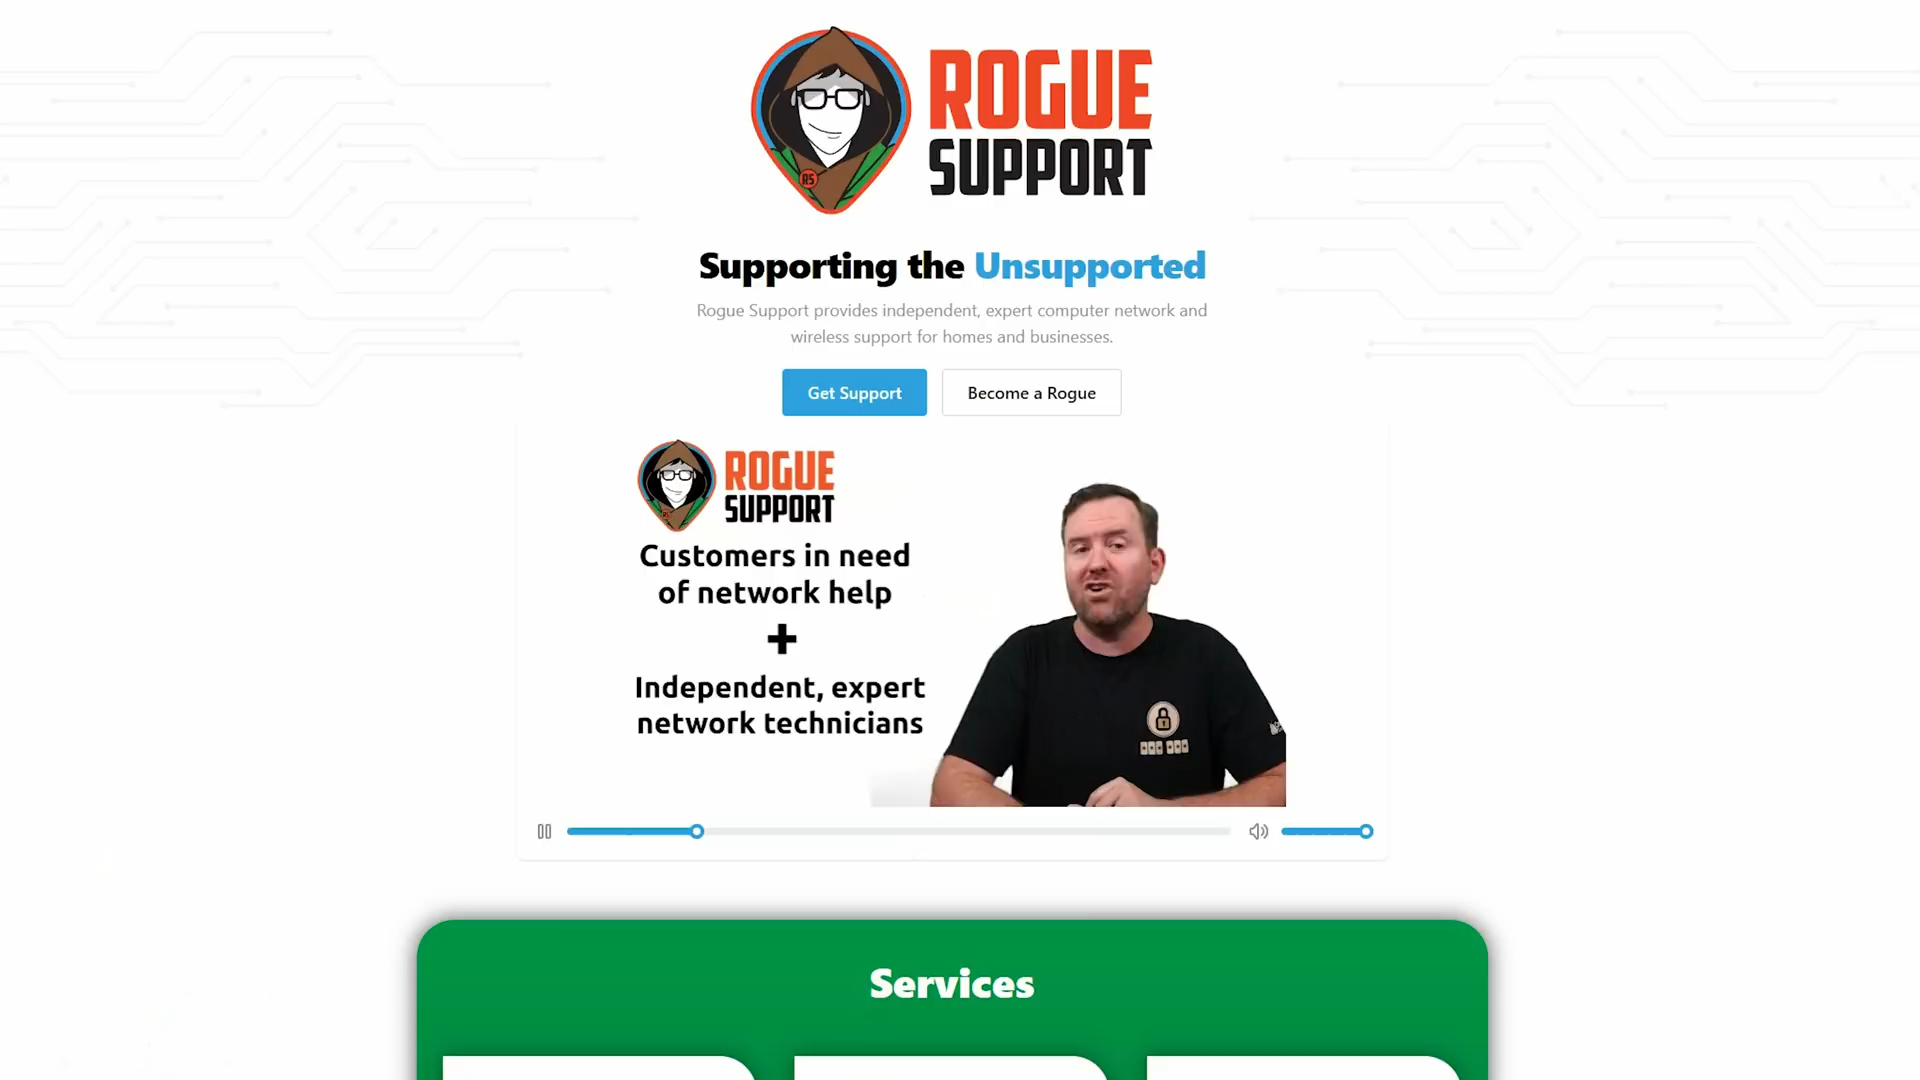 ROGUE
SUPPORT
RS
Supporting the Unsupported
Rogue Support provides independent, expert computer network and
wireless support for homes and businesses.
Get Support
Become a Rogue
ROGUE
SUPPORT
Customers in need
of network help
+
Independent, expert
network technicians
Services